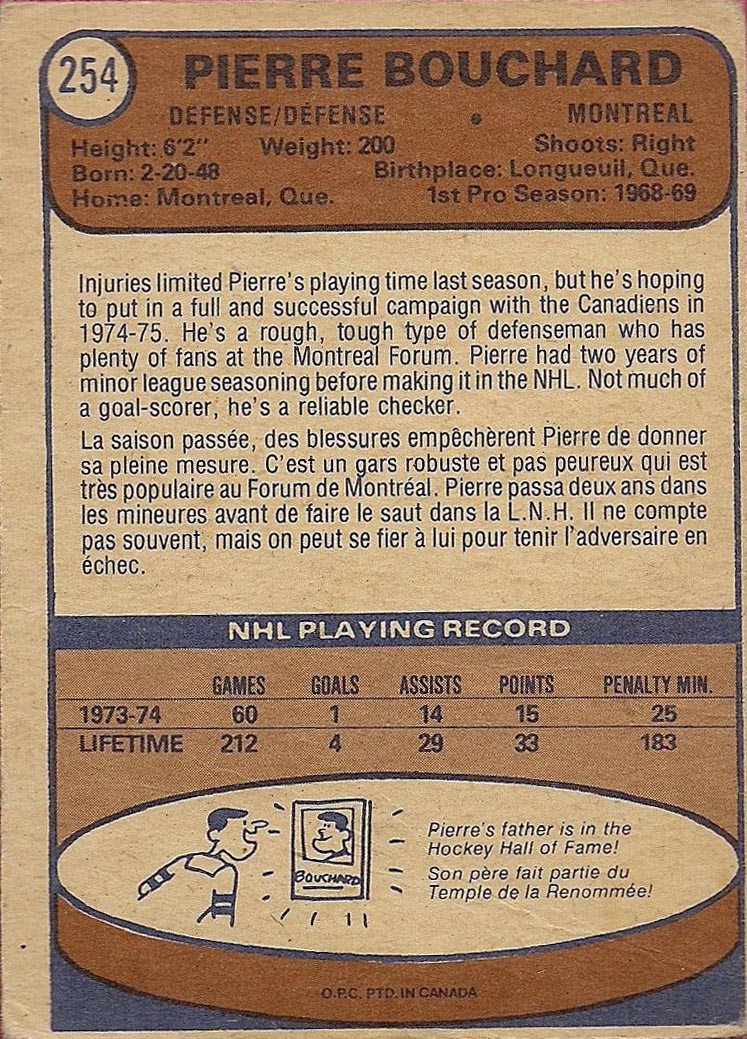 254
PIERRE BOUCHARD
DEFENSE/DÉFENSE • MONTREAL
Height: 6'2" Weight: 200 Shoots: Right
Born: 2-20-48 Birthplace: Longueuil, Que.
Home: Montreal, Que. 1st Pro Season: 1968-69
Injuries limited Pierre's playing time last season, but he's hoping
to put in a full and successful campaign with the Canadiens in
1974-75. He's a rough, tough type of defenseman who has
plenty of fans at the Montreal Forum. Pierre had two years of
minor league seasoning before making it in the NHL. Not much of
a goal-scorer, he's a reliable checker.
La saison passée, des blessures empêchèrent Pierre de donner
sa pleine mesure. C'est un gars robuste et pas peureux qui est
très populaire au Forum de Montréal. Pierre passa deux ans dans
les mineures avant de faire le saut dans la L.N.H. Il ne compte
pas souvent, mais on peut se fier à lui pour tenir l'adversaire en
échec.
NHL PLAYING RECORD
GAMES GOALS ASSISTS POINTS PENALTY MIN.
1973-74 60 1 14 15 25
LIFETIME 212 4 29 33 183
BOUCHARD
Pierre's father is in the
Hockey Hall of Fame!
Son père fait partie du
Temple de la Renommée!
O.P.C. PTD. IN CANADA